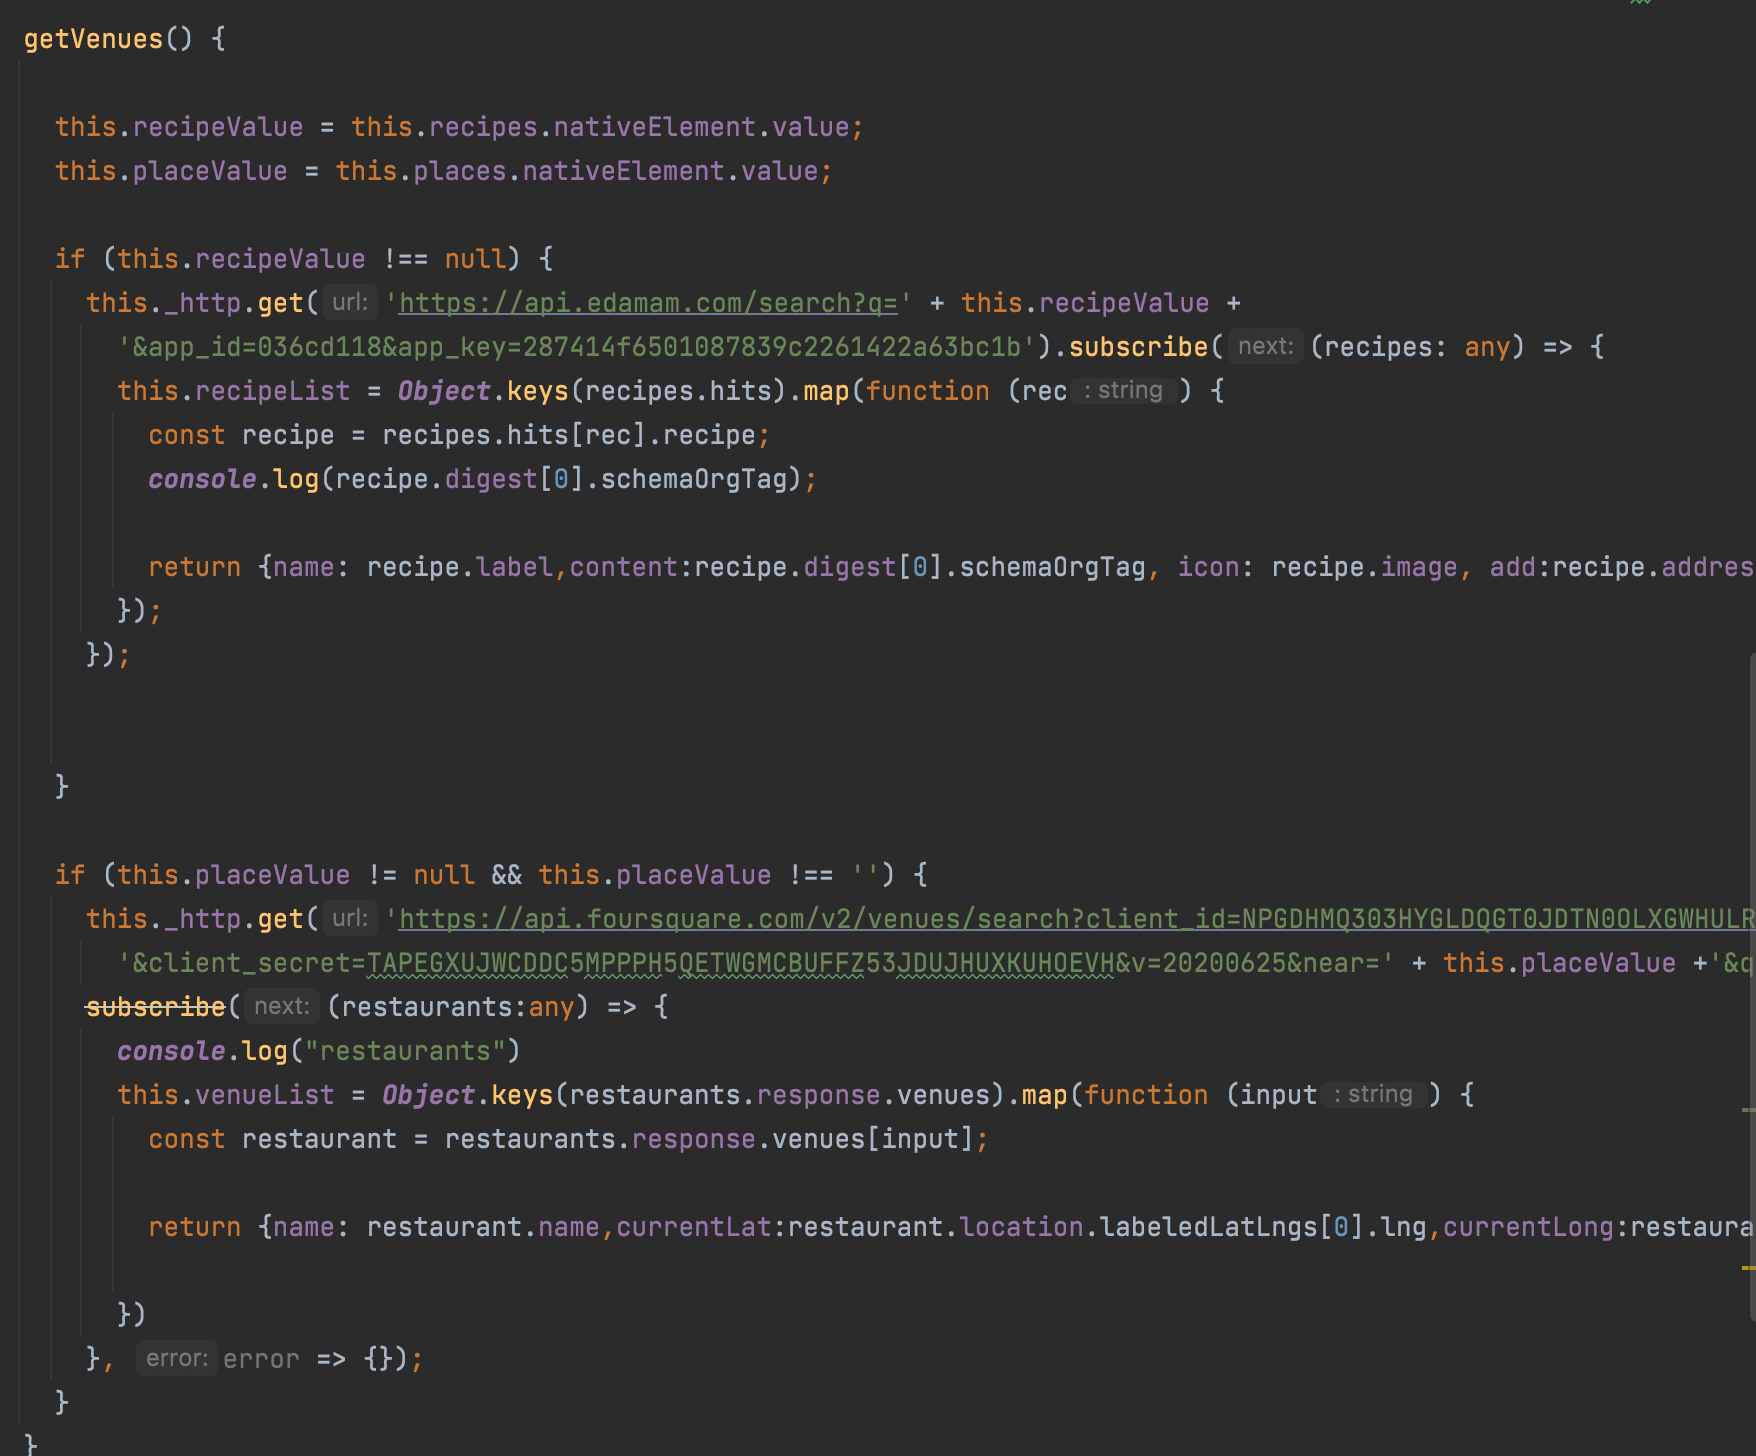 getVenues() {
this.recipeValue = this.recipes.nativeElement.value;
this.placeValue = this.places.nativeElement.value;
if (this.recipeValue !== null) {
this._http.get( url: 'https://api.edamam.com/search?q=' + this.recipeValue +
'&app_id=036cd118&app_key=287414f6501087839c2261422a63bc1b').subscribe( next: (recipes: any) => {
this.recipeList = Object.keys(recipes.hits).map(function (rec : string ) {
const recipe = recipes.hits[rec].recipe;
console.log(recipe.digest[0].schemaOrgTag);
return {name: recipe.label,content:recipe.digest[0].schemaOrgTag, icon: recipe.image, add:recipe.addres
});
});
}
if (this.placeValue != null && this.placeValue !== '') {
this._http.get( url: 'https://api.foursquare.com/v2/venues/search?client_id=NPGDHMQ303HYGLDQGT0JDTN0OLXGWHULR
'&client_secret=TAPEGXUJWCDDC5MPPPH5QETWGMCBUFFZ53JDUJHUXKUHOEVH&v=20200625&near=' + this.placeValue +'&q
subscribe( next: (restaurants:any) => {
console.log("restaurants")
this.venueList = Object.keys(restaurants.response.venues).map(function (input : string ) {
const restaurant = restaurants.response.venues[input];
return {name: restaurant.name,currentLat:restaurant.location.labeledLatLngs[0].lng,currentLong:restaura
})
}, error: error => {});
}
}